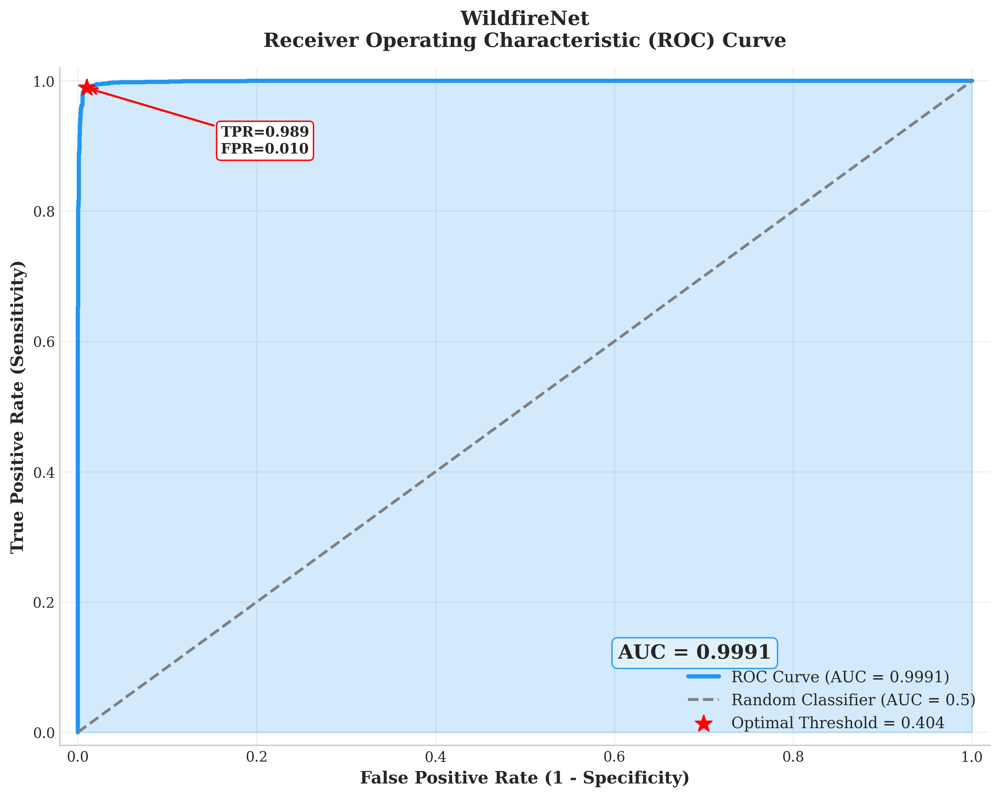 WildfireNet
Receiver Operating Characteristic (ROC) Curve
True Positive Rate (Sensitivity)
1.0
0.8
0.6
0.4
0.2
0.0
TPR=0.989
FPR=0.010
AUC = 0.9991
ROC Curve (AUC = 0.9991)
Random Classifier (AUC = 0.5)
Optimal Threshold = 0.404
0.0 0.2 0.4 0.6 0.8 1.0
False Positive Rate (1 - Specificity)